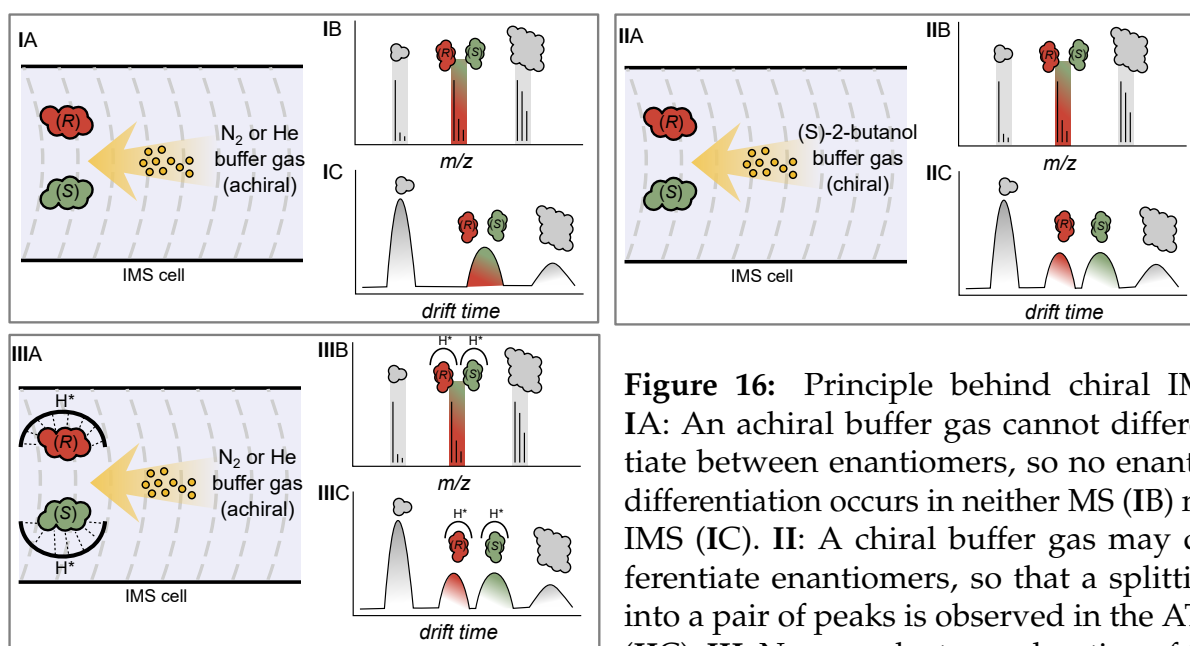 IA
(R)
(S)
N2 or He
buffer gas
(achiral)
IMS cell
IB
(R) (S)
m/z
IC
(R) (S)
drift time
IIA
(R)
(S)
(S)-2-butanol
buffer gas
(chiral)
IMS cell
IIB
(R) (S)
m/z
IIC
(R) (S)
drift time
IIIA
H*
(R)
(S)
H*
N2 or He
buffer gas
(achiral)
IMS cell
IIIB
H* H*
(R) (S)
m/z
IIIC
H* H*
(R) (S)
drift time
Figure 16: Principle behind chiral
IA: An achiral buffer gas cannot differe
tiate between enantiomers, so no enant
differentiation occurs in neither MS (IB)
IMS (IC). II: A chiral buffer gas may
ferentiate enantiomers, so that a splitti
into a pair of peaks is observed in the